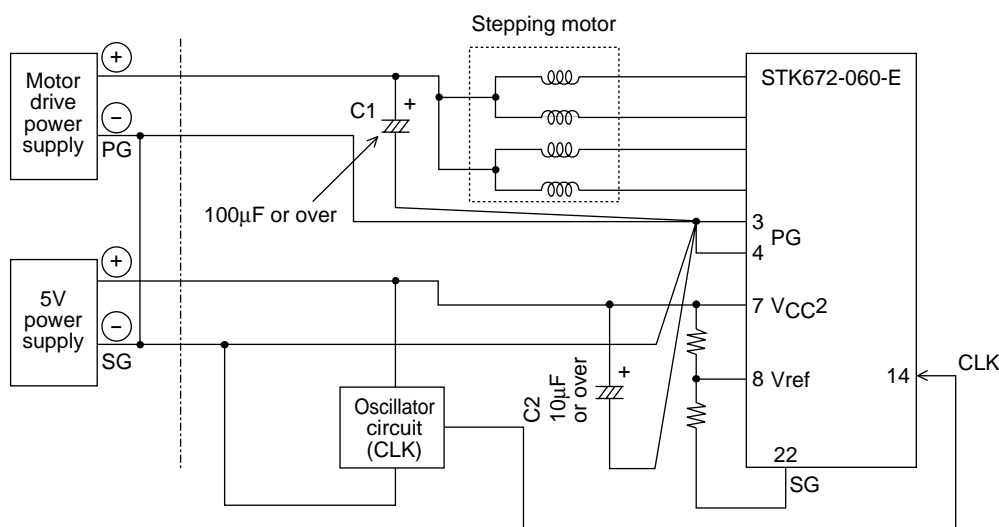 Stepping motor
Motor
drive
power
supply
+
−
PG
C1
+
100μF or over
STK672-060-E
3
PG
4
5V
power
supply
+
−
SG
7 VCC2
8 Vref
C2
10μF
or over
+
Oscillator
circuit
(CLK)
14
CLK
22
SG